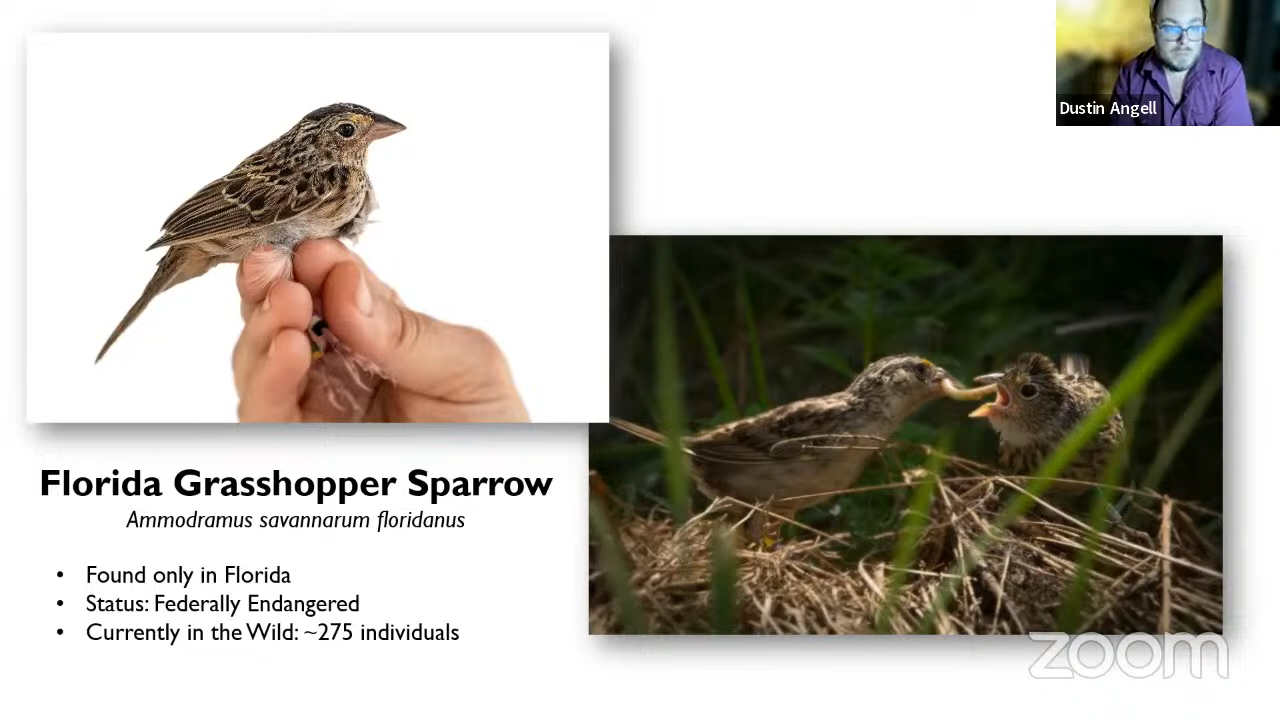 Dustin Angell
Florida Grasshopper Sparrow
Ammodramus savannarum floridanus
• Found only in Florida
• Status: Federally Endangered
• Currently in the Wild: ~275 individuals
zoom